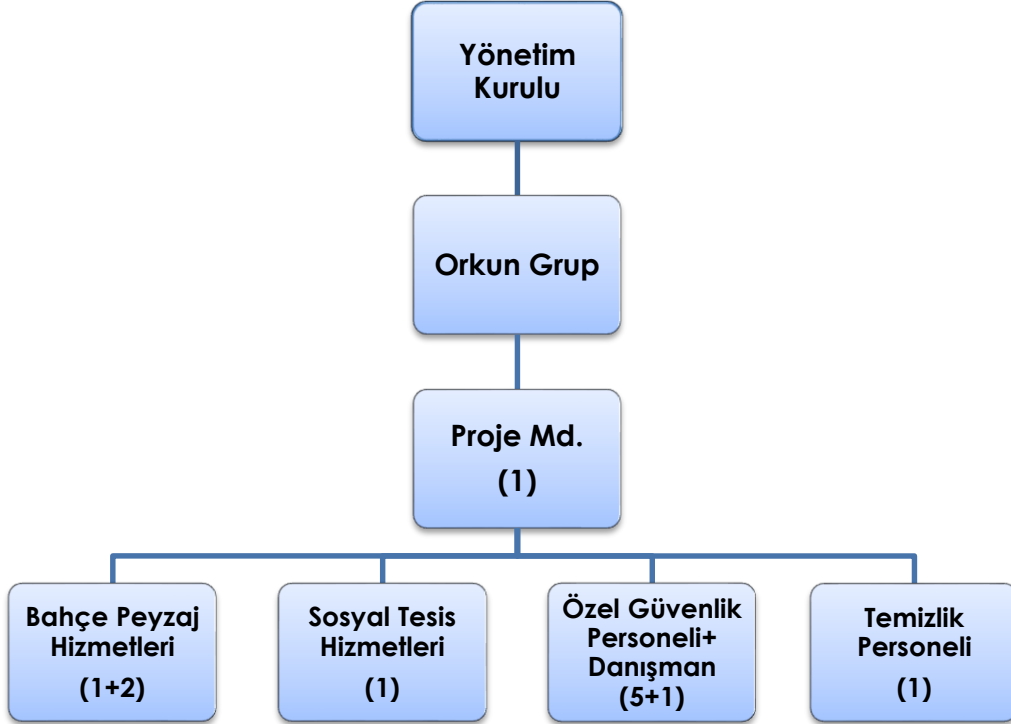 Yönetim
Kurulu
Orkun Grup
Proje Md.
(1)
Bahçe Peyzaj
Hizmetleri
(1+2)
Sosyal Tesis
Hizmetleri
(1)
Özel Güvenlik
Personeli+
Danışman
(5+1)
Temizlik
Personeli
(1)